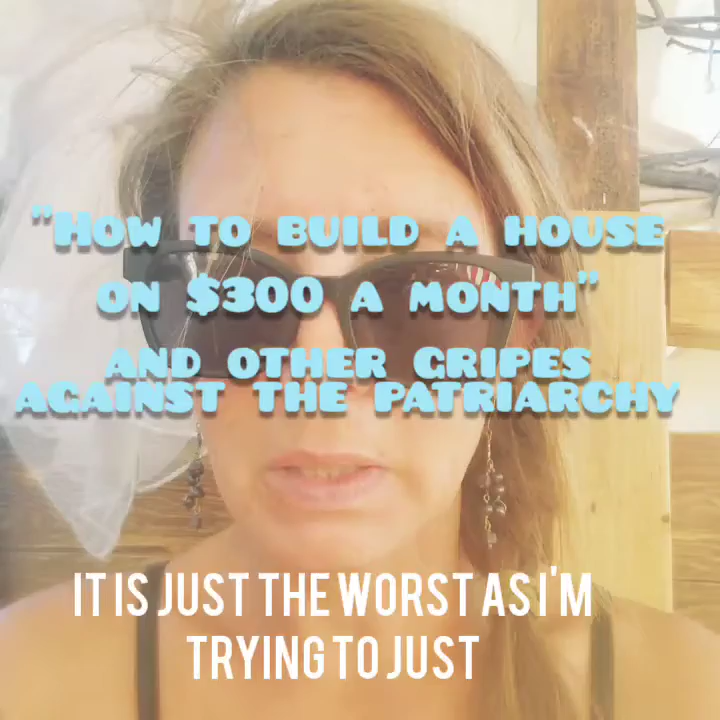 "How to build a house
on $300 a month"
and other gripes
against the patriarchy
IT IS JUST THE WORST AS I'M
TRYING TO JUST